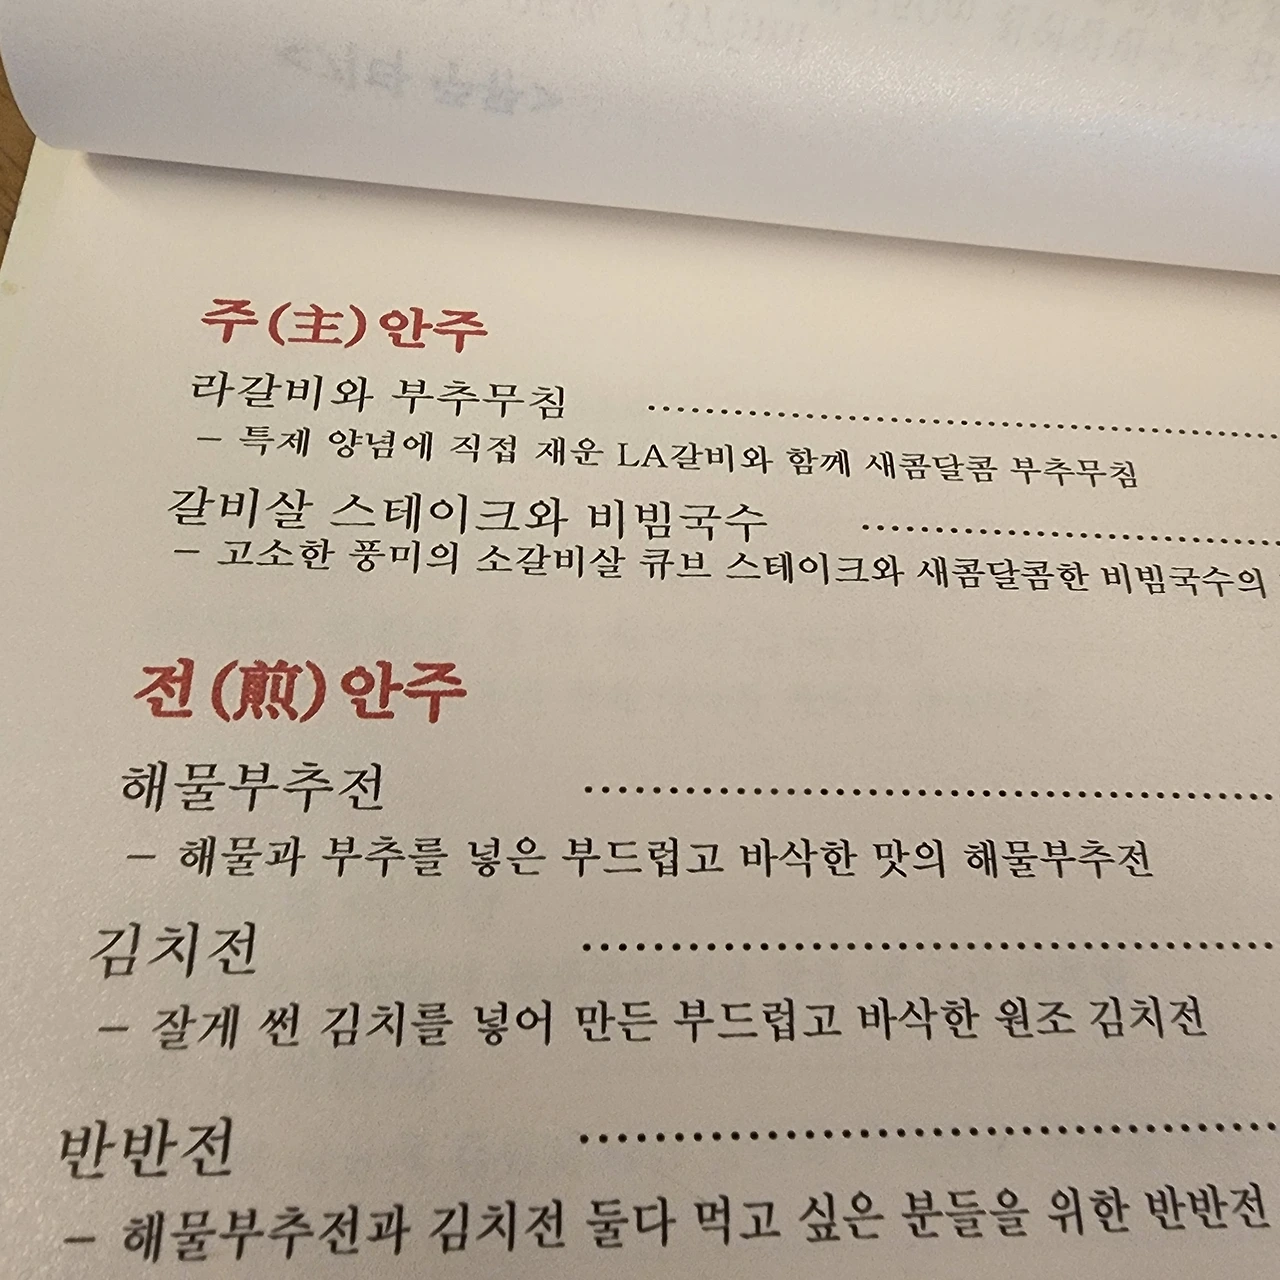 주(主)안주
라갈비와 부추무침 ........................................
- 특제 양념에 직접 재운 LA갈비와 함께 새콤달콤 부추무침
갈비살 스테이크와 비빔국수 ..........................
- 고소한 풍미의 소갈비살 큐브 스테이크와 새콤달콤한 비빔국수의
전(煎)안주
해물부추전 ........................................
- 해물과 부추를 넣은 부드럽고 바삭한 맛의 해물부추전
김치전 ........................................
- 잘게 썬 김치를 넣어 만든 부드럽고 바삭한 원조 김치전
반반전 ........................................
- 해물부추전과 김치전 둘다 먹고 싶은 분들을 위한 반반전